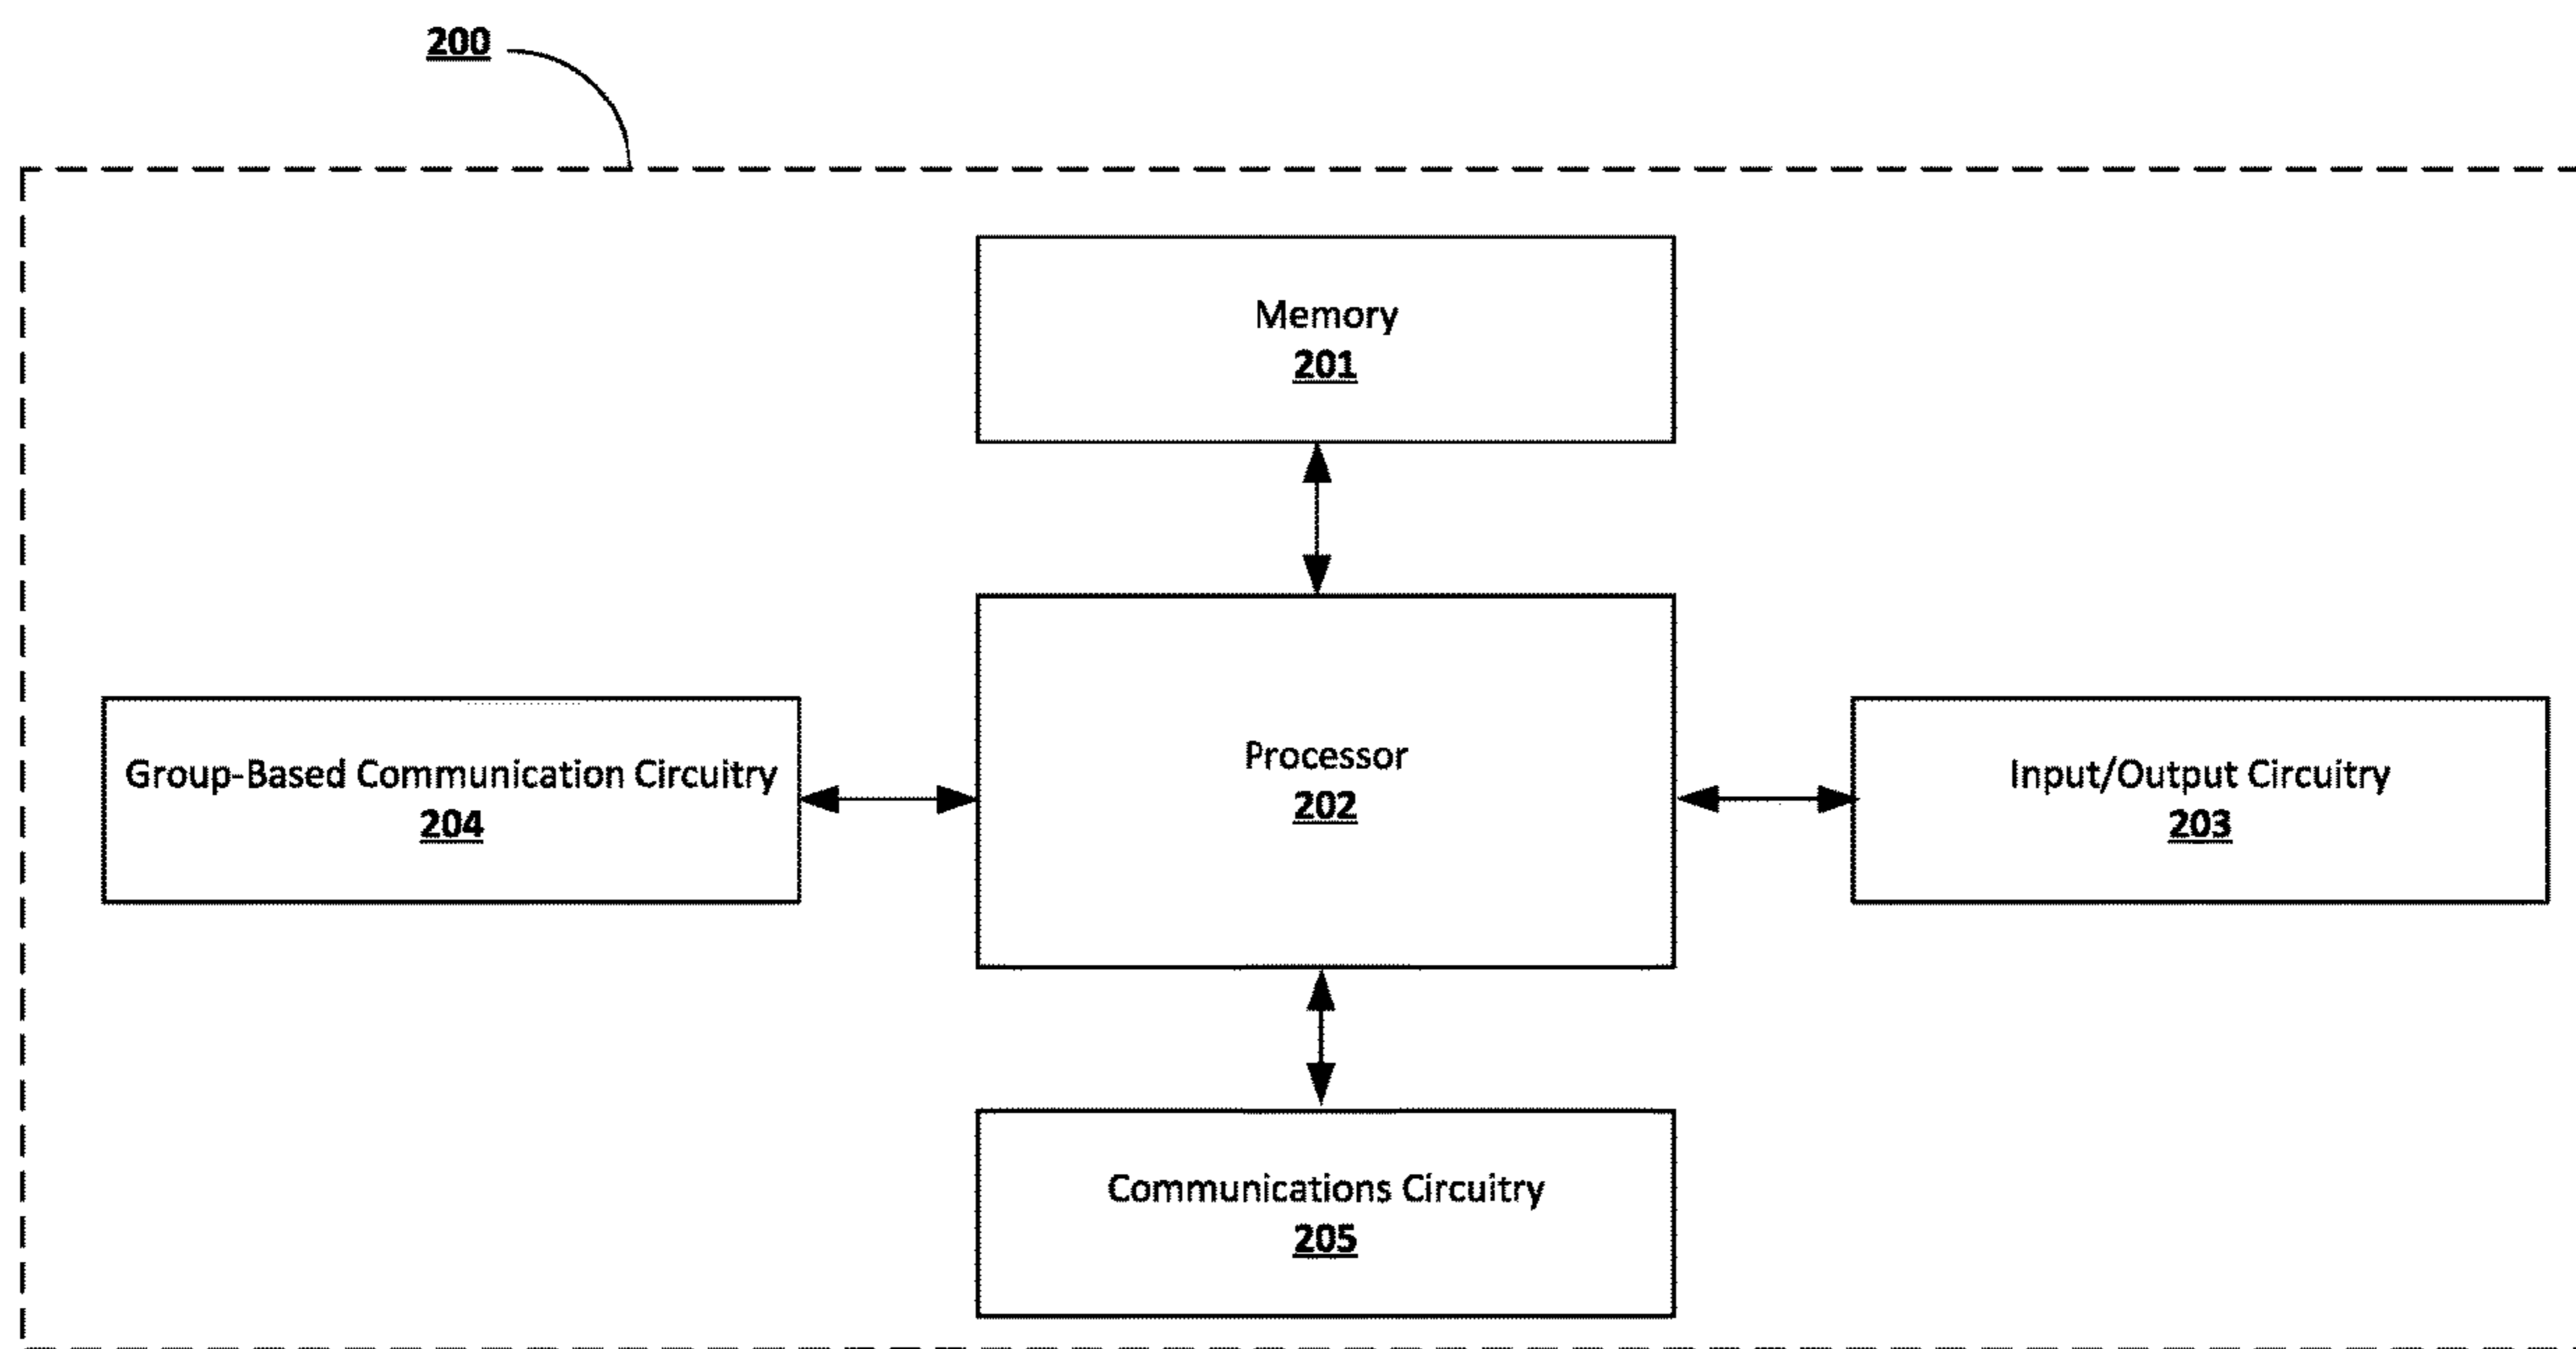 200
Memory
201
Processor
202
Group-Based Communication Circuitry
204
Input/Output Circuitry
203
Communications Circuitry
205